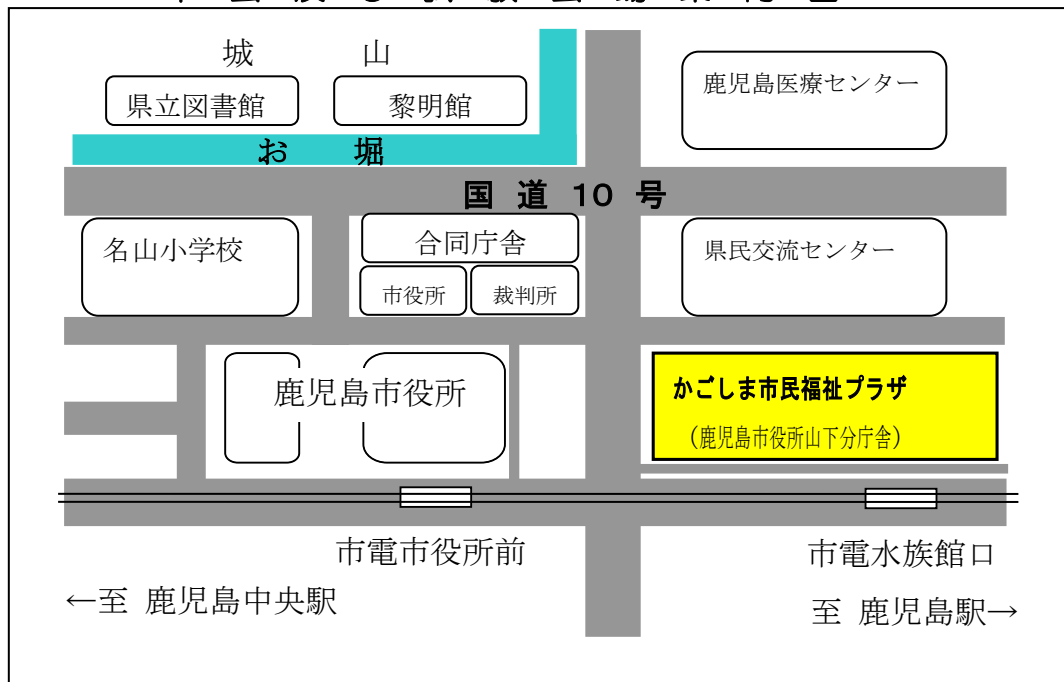 城　山
県立図書館
黎明館
鹿児島医療センター
お　堀
国 道 10 号
名山小学校
合同庁舎
県民交流センター
市役所
裁判所
鹿児島市役所
かごしま市民福祉プラザ
（鹿児島市役所山下分庁舎）
市電市役所前
市電水族館口
←至 鹿児島中央駅
至 鹿児島駅→